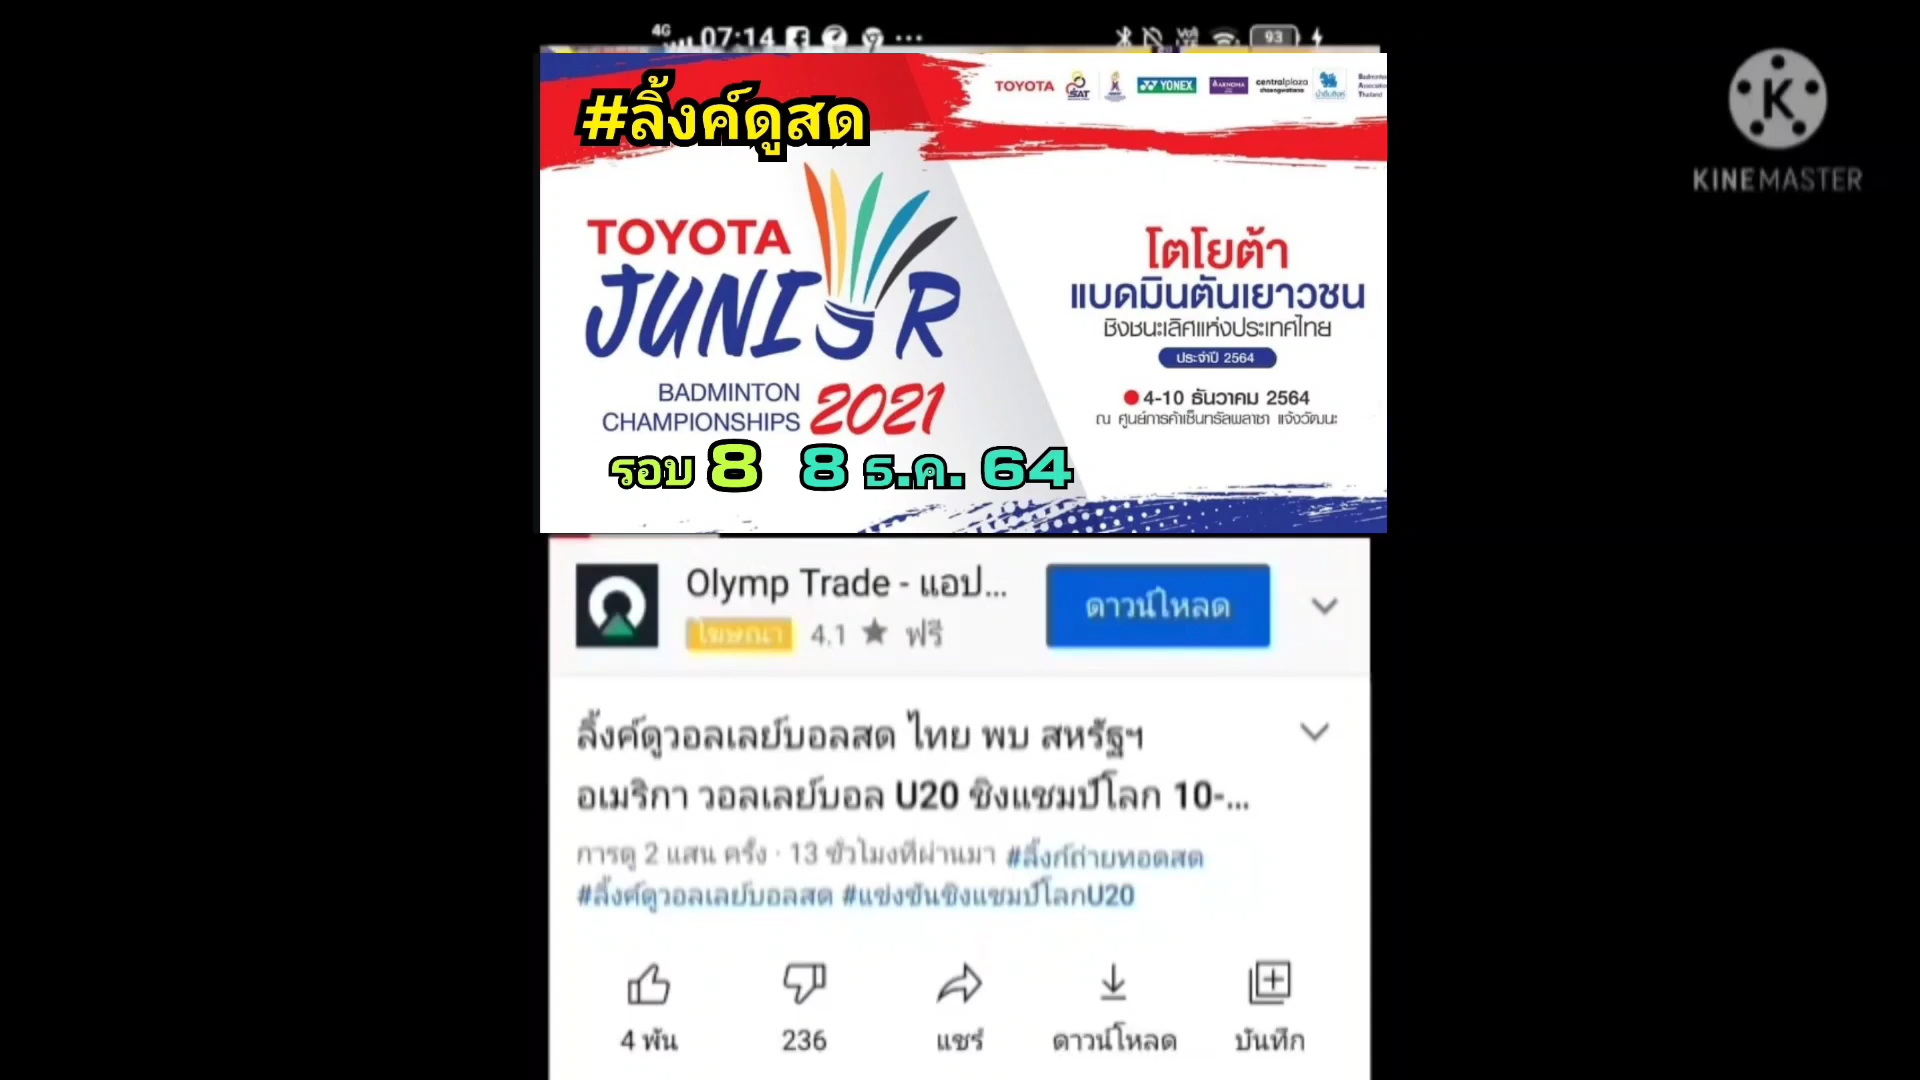 4G 07:14 93
#ลิ้งค์ดูสด
TOYOTA SAT YONEX centralplaza
chaengwattana
KINEMASTER
TOYOTA
JUNIOR
BADMINTON
CHAMPIONSHIPS 2021
โตโยต้า
แบดมินตันเยาวชน
ชิงชนะเลิศแห่งประเทศไทย
ประจำปี 2564
4-10 ธันวาคม 2564
ณ ศูนย์การค้าเซ็นทรัลพลาซา แจ้งวัฒนะ
รอบ 8 8 ธ.ค. 64
Olymp Trade - แอป...
โฆษณา 4.1 ★ ฟรี
ดาวน์โหลด
ลิ้งค์ดูวอลเลย์บอลสด ไทย พบ สหรัฐฯ
อเมริกา วอลเลย์บอล U20 ชิงแชมป์โลก 10-...
การดู 2 แสน ครั้ง · 13 ชั่วโมงที่ผ่านมา #ลิ้งก์ถ่ายทอดสด
#ลิ้งค์ดูวอลเลย์บอลสด #แข่งขันชิงแชมป์โลกU20
4 พัน 236 แชร์ ดาวน์โหลด บันทึก